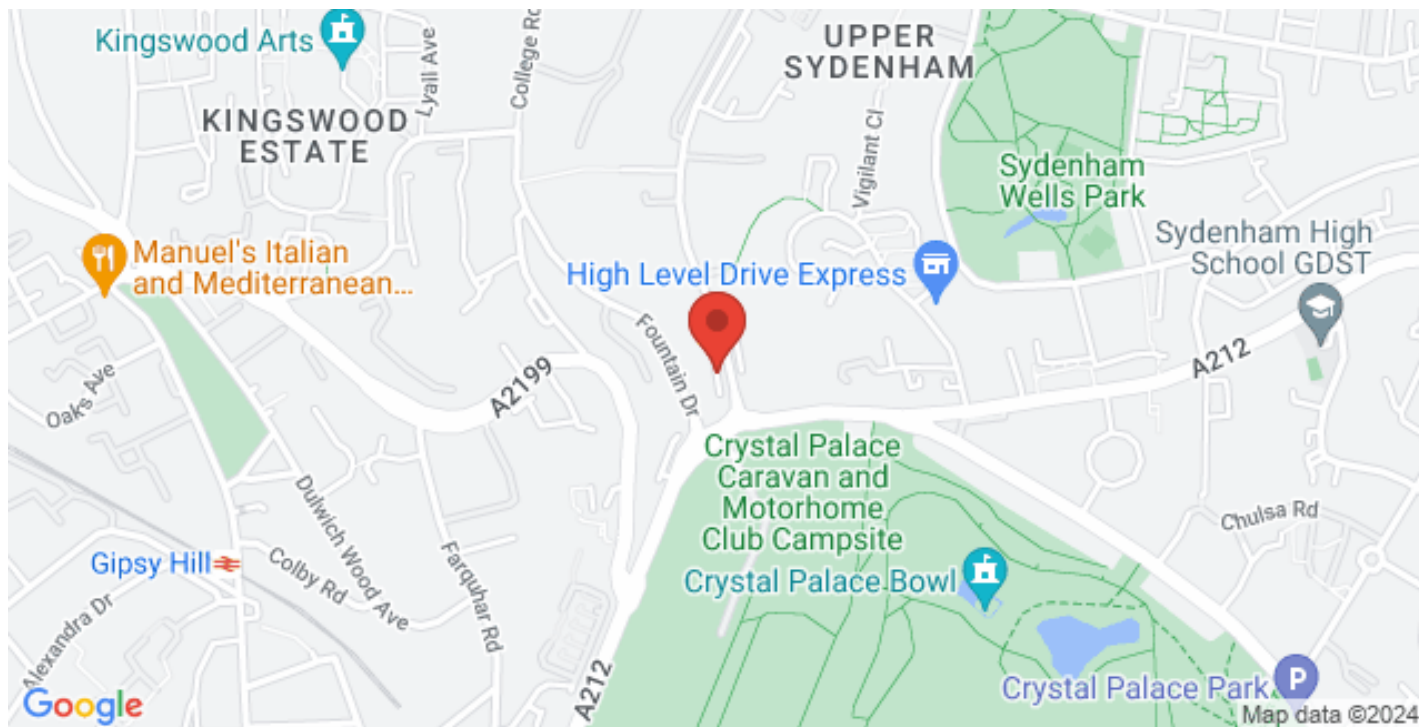 Kingswood Arts
Lyall Ave
College Rd
UPPER
SYDENHAM
KINGSWOOD
ESTATE
Vigilant Cl
Sydenham
Wells Park
Manuel's Italian
and Mediterranean...
High Level Drive Express
Sydenham High
School GDST
Fountain Dr
A2199
A212
Oaks Ave
Crystal Palace
Caravan and
Motorhome
Club Campsite
Dulwich Wood Ave
Chulsa Rd
Gipsy Hill
Colby Rd
Farquhar Rd
Crystal Palace Bowl
Alexandra Dr
A212
Crystal Palace Park
P
Google
Map data ©2024